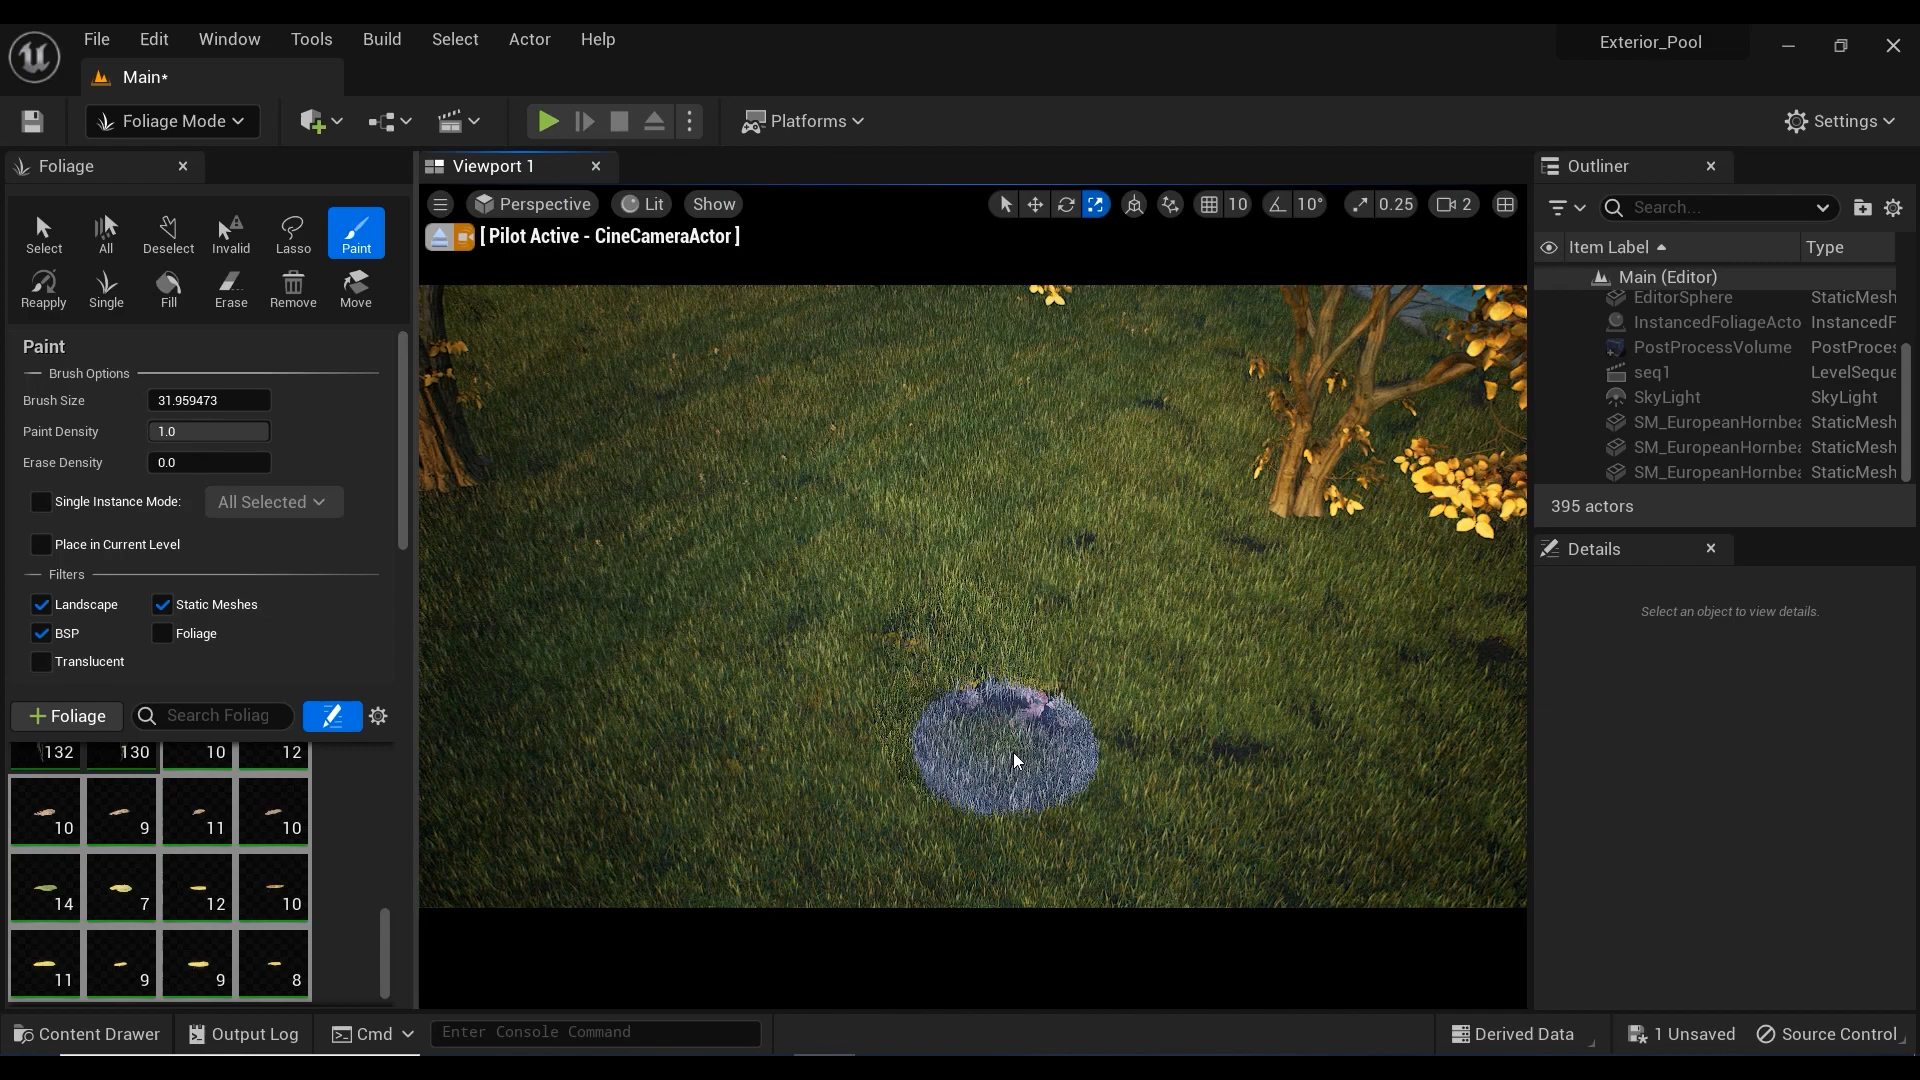 File Edit Window Tools Build Select Actor Help
Exterior_Pool
Main*
Foliage Mode
Platforms
Settings
Foliage
Viewport 1
Outliner
Select All Deselect Invalid Lasso Paint
Reapply Single Fill Erase Remove Move
Perspective Lit Show
10 10° 0.25 2
[ Pilot Active - CineCameraActor ]
Search...
Item Label Type
Main (Editor)
EditorSphere StaticMesh
InstancedFoliageActo InstancedF
PostProcessVolume PostProces
seq1 LevelSeque
SkyLight SkyLight
SM_EuropeanHornbea StaticMesh
SM_EuropeanHornbea StaticMesh
SM_EuropeanHornbea StaticMesh
395 actors
Details
Select an object to view details.
Paint
Brush Options
Brush Size 31.959473
Paint Density 1.0
Erase Density 0.0
Single Instance Mode: All Selected
Place in Current Level
Filters
Landscape Static Meshes
BSP Foliage
Translucent
+ Foliage Search Foliag
132 130 10 12
10 9 11 10
14 7 12 10
11 9 9 8
Content Drawer Output Log Cmd Enter Console Command Derived Data 1 Unsaved Source Control